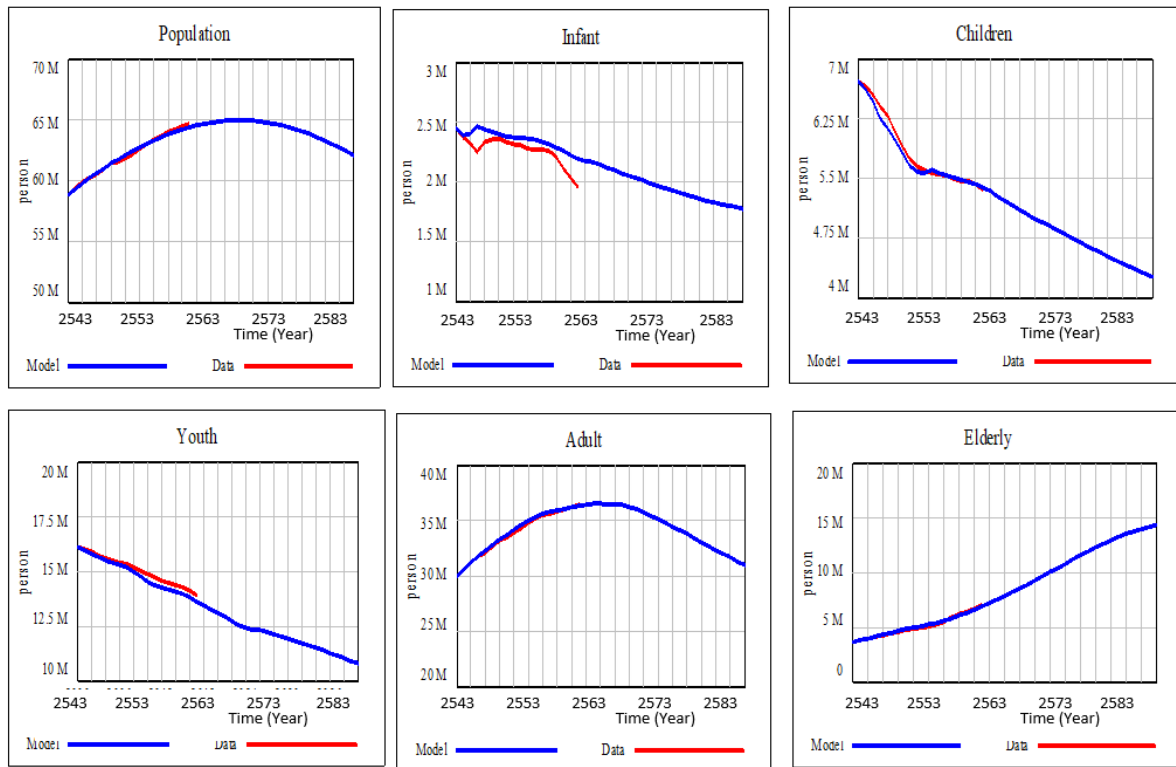 Population
70 M
65 M
60 M
55 M
50 M
person
2543 2553 2563 2573 2583
Time (Year)
Model Data
Infant
3 M
2.5 M
2 M
1.5 M
1 M
person
2543 2553 2563 2573 2583
Time (Year)
Model Data
Children
7 M
6.25 M
5.5 M
4.75 M
4 M
person
2543 2553 2563 2573 2583
Time (Year)
Model Data
Youth
20 M
17.5 M
15 M
12.5 M
10 M
person
2543 2553 2563 2573 2583
Time (Year)
Model Data
Adult
40 M
35 M
30 M
25 M
20 M
person
2543 2553 2563 2573 2583
Time (Year)
Model Data
Elderly
20 M
15 M
10 M
5 M
0
person
2543 2553 2563 2573 2583
Time (Year)
Model Data